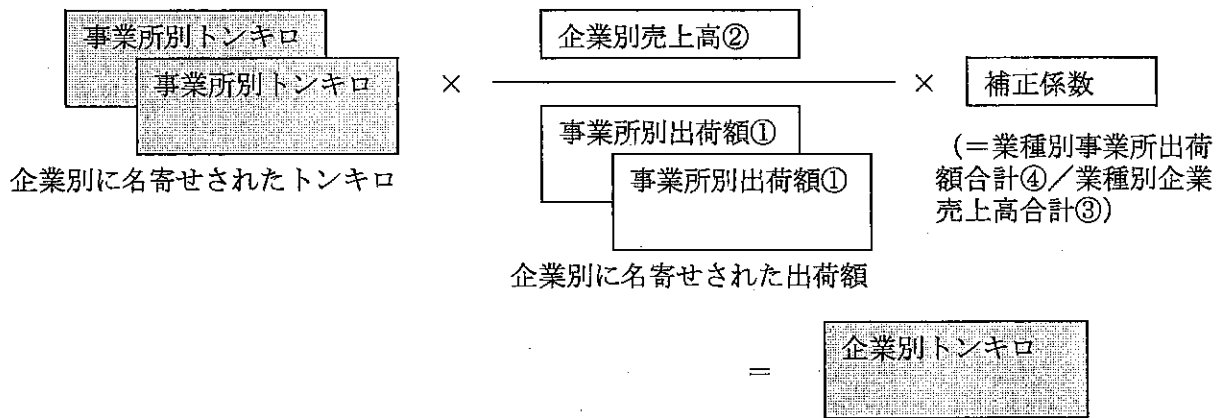 事業所別トンキロ
事業所別トンキロ
企業別に名寄せされたトンキロ
×
企業別売上高②
事業所別出荷額①
事業所別出荷額①
企業別に名寄せされた出荷額
×
補正係数
(=業種別事業所出荷
額合計④/業種別企業
売上高合計③)
=
企業別トンキロ